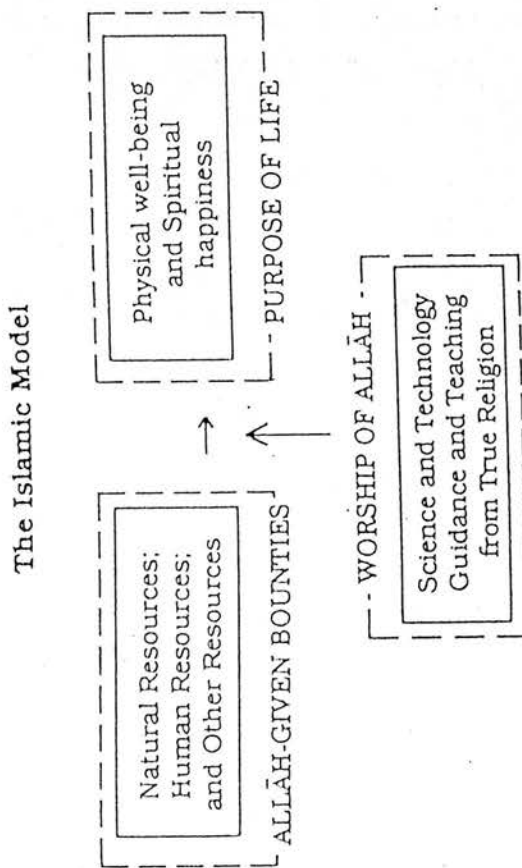 The Islamic Model
Natural Resources;
Human Resources;
and Other Resources
ALLĀH-GIVEN BOUNTIES
Physical well-being
and Spiritual
happiness
PURPOSE OF LIFE
WORSHIP OF ALLĀH
Science and Technology
Guidance and Teaching
from True Religion